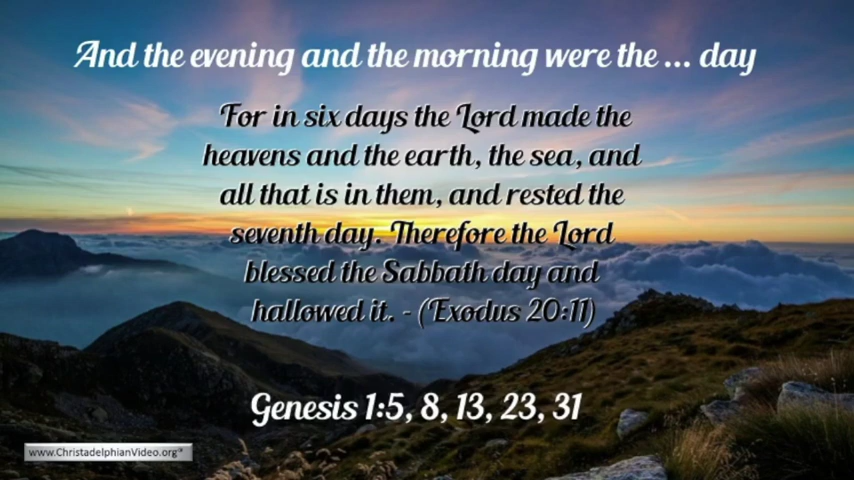 And the evening and the morning were the ... day
For in six days the Lord made the
heavens and the earth, the sea, and
all that is in them, and rested the
seventh day. Therefore the Lord
blessed the Sabbath day and
hallowed it. - (Exodus 20:11)
Genesis 1:5, 8, 13, 23, 31
www.ChristadelphianVideo.org"